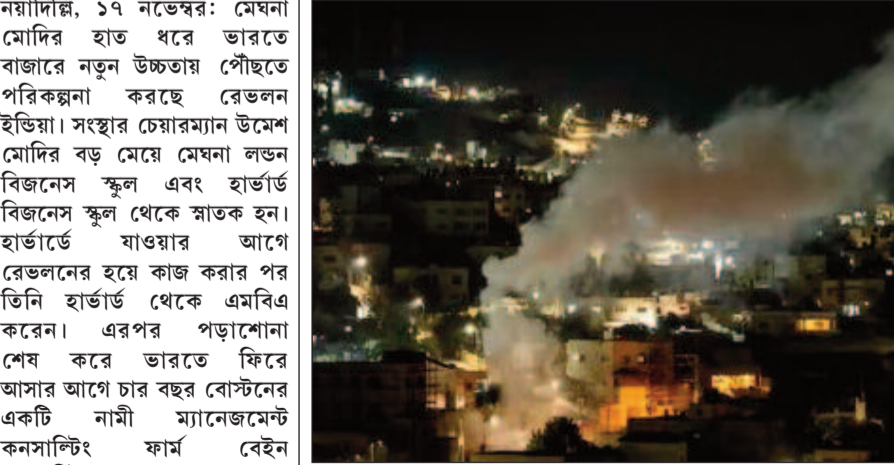 নয়াদিল্লি, ১৭ নভেম্বর: মেঘনা
মোদির হাত ধরে ভারতে
বাজারে নতুন উচ্চতায় পৌঁছতে
পরিকল্পনা করছে রেভলন
ইন্ডিয়া। সংস্থার চেয়ারম্যান উমেশ
মোদির বড় মেয়ে মেঘনা লন্ডন
বিজনেস স্কুল এবং হার্ভার্ড
বিজনেস স্কুল থেকে স্নাতক হন।
হার্ভার্ডে যাওয়ার আগে
রেভলনের হয়ে কাজ করার পর
তিনি হার্ভার্ড থেকে এমবিএ
করেন। এরপর পড়াশোনা
শেষ করে ভারতে ফিরে
আসার আগে চার বছর বোস্টনের
একটি নামী ম্যানেজমেন্ট
কনসাল্টিং ফার্ম বেইন